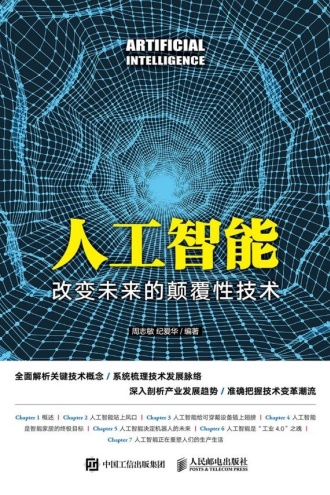 ARTIFICIAL
INTELLIGENCE
人工智能
改变未来的颠覆性技术
周志敏 纪爱华 / 编著
全面解析关键技术概念 / 系统梳理技术发展脉络
深入剖析产业发展趋势 / 准确把握技术变革潮流
Chapter 1 概述 | Chapter 2 人工智能站上风口 | Chapter 3 人工智能给可穿戴设备插上翅膀 | Chapter 4 人工智能
是智能家居的终极目标 | Chapter 5 人工智能决定机器人的未来 | Chapter 6 人工智能是“工业 4.0”之魂 |
Chapter 7 人工智能正在重塑人们的生产生活
中国工信出版集团
人民邮电出版社
POSTS & TELECOM PRESS